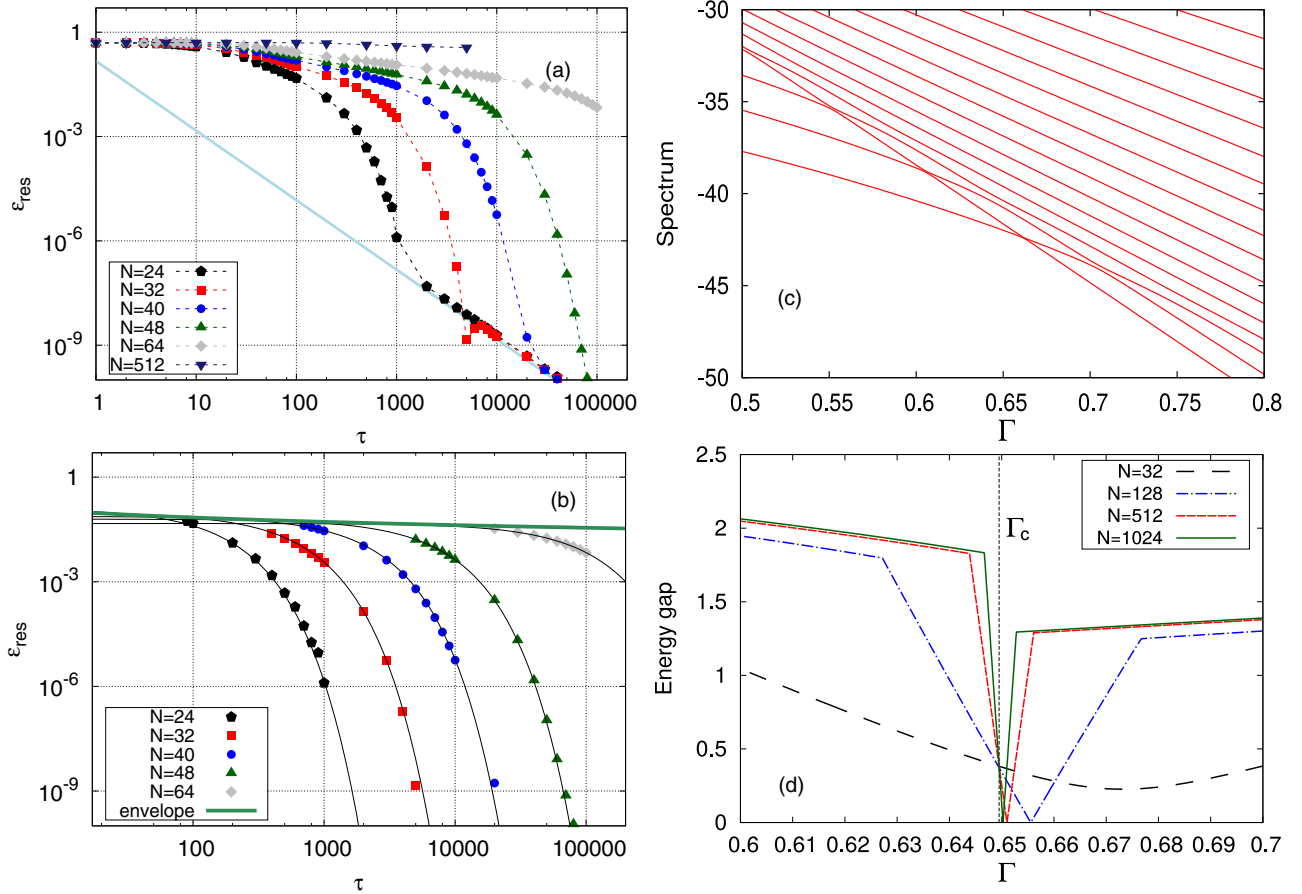 (a)
ε_res
1
10^-3
10^-6
10^-9
N=24
N=32
N=40
N=48
N=64
N=512
1 10 100 1000 10000 100000
τ
(c)
Spectrum
-30
-35
-40
-45
-50
0.5 0.55 0.6 0.65 0.7 0.75 0.8
Γ
(b)
ε_res
1
10^-3
10^-6
10^-9
N=24
N=32
N=40
N=48
N=64
envelope
100 1000 10000 100000
τ
(d)
Energy gap
2.5
2
1.5
1
0.5
0
N=32
N=128
N=512
N=1024
Γ_c
0.6 0.61 0.62 0.63 0.64 0.65 0.66 0.67 0.68 0.69 0.7
Γ